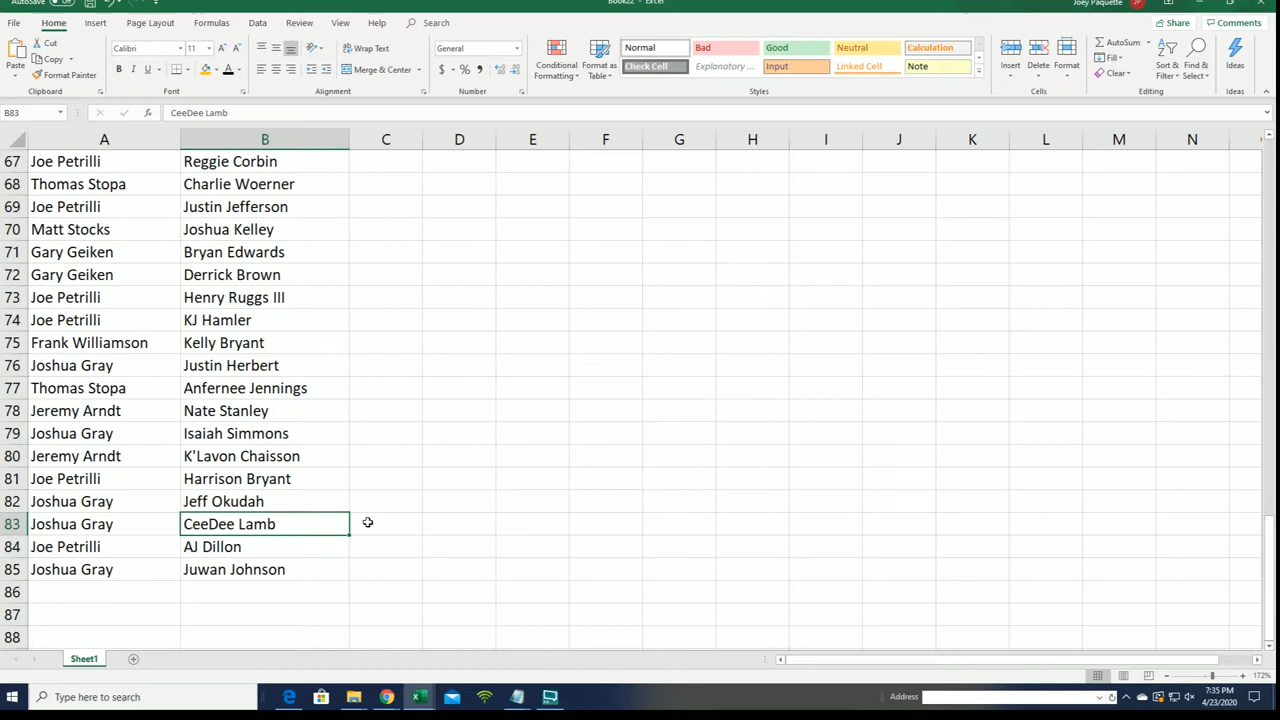 AutoSave Off Book22 - Excel Joey Paquette JP
File Home Insert Page Layout Formulas Data Review View Help Search Share Comments
Paste Cut Copy Format Painter Clipboard
Calibri 11 A A B I U A Font
Wrap Text Merge & Center Alignment
General $ % , Number
Conditional Formatting Format as Table
Normal Bad Good Neutral Calculation
Check Cell Explanatory ... Input Linked Cell Note
Styles
Insert Delete Format Cells
AutoSum Fill Clear Sort & Filter Find & Select Editing
Ideas Ideas
B83 fx CeeDee Lamb
A B C D E F G H I J K L M N
67 Joe Petrilli Reggie Corbin
68 Thomas Stopa Charlie Woerner
69 Joe Petrilli Justin Jefferson
70 Matt Stocks Joshua Kelley
71 Gary Geiken Bryan Edwards
72 Gary Geiken Derrick Brown
73 Joe Petrilli Henry Ruggs III
74 Joe Petrilli KJ Hamler
75 Frank Williamson Kelly Bryant
76 Joshua Gray Justin Herbert
77 Thomas Stopa Anfernee Jennings
78 Jeremy Arndt Nate Stanley
79 Joshua Gray Isaiah Simmons
80 Jeremy Arndt K'Lavon Chaisson
81 Joe Petrilli Harrison Bryant
82 Joshua Gray Jeff Okudah
83 Joshua Gray CeeDee Lamb
84 Joe Petrilli AJ Dillon
85 Joshua Gray Juwan Johnson
86
87
88
Sheet1
172%
Type here to search Address 7:35 PM
4/23/2020